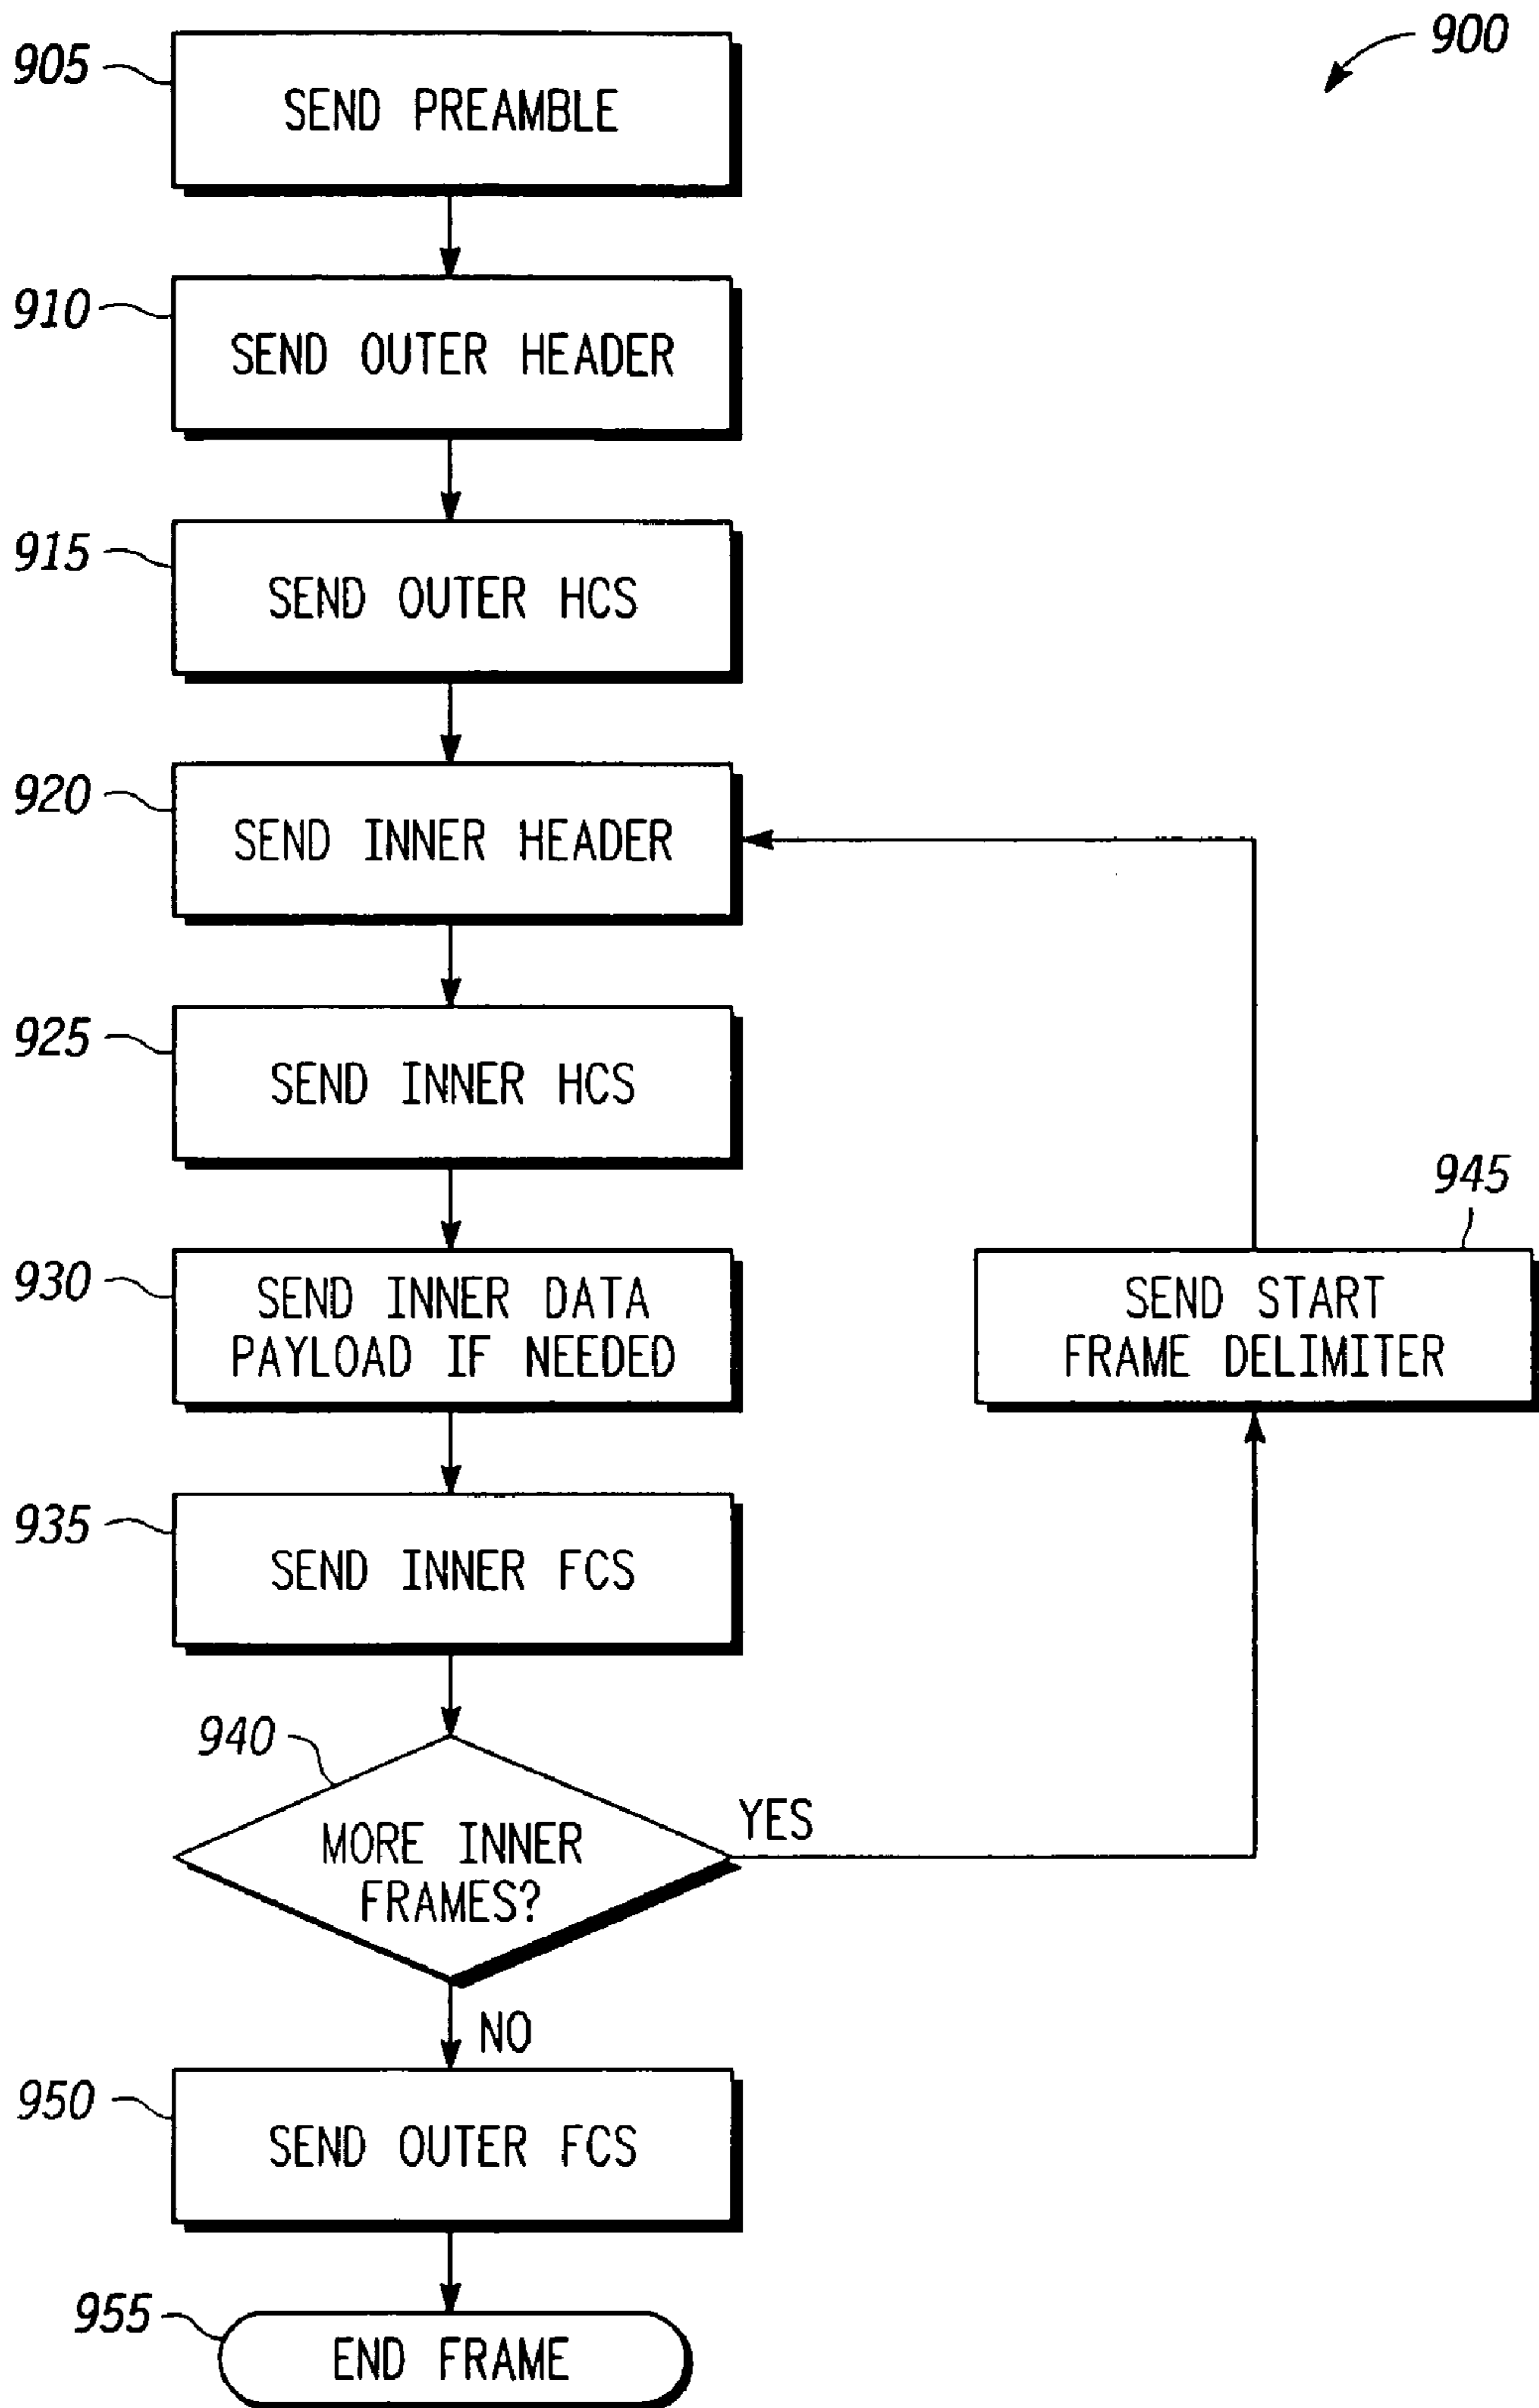 900
905
SEND PREAMBLE
910
SEND OUTER HEADER
915
SEND OUTER HCS
920
SEND INNER HEADER
925
SEND INNER HCS
930
SEND INNER DATA
PAYLOAD IF NEEDED
945
SEND START
FRAME DELIMITER
935
SEND INNER FCS
940
MORE INNER
FRAMES?
YES
NO
950
SEND OUTER FCS
955
END FRAME